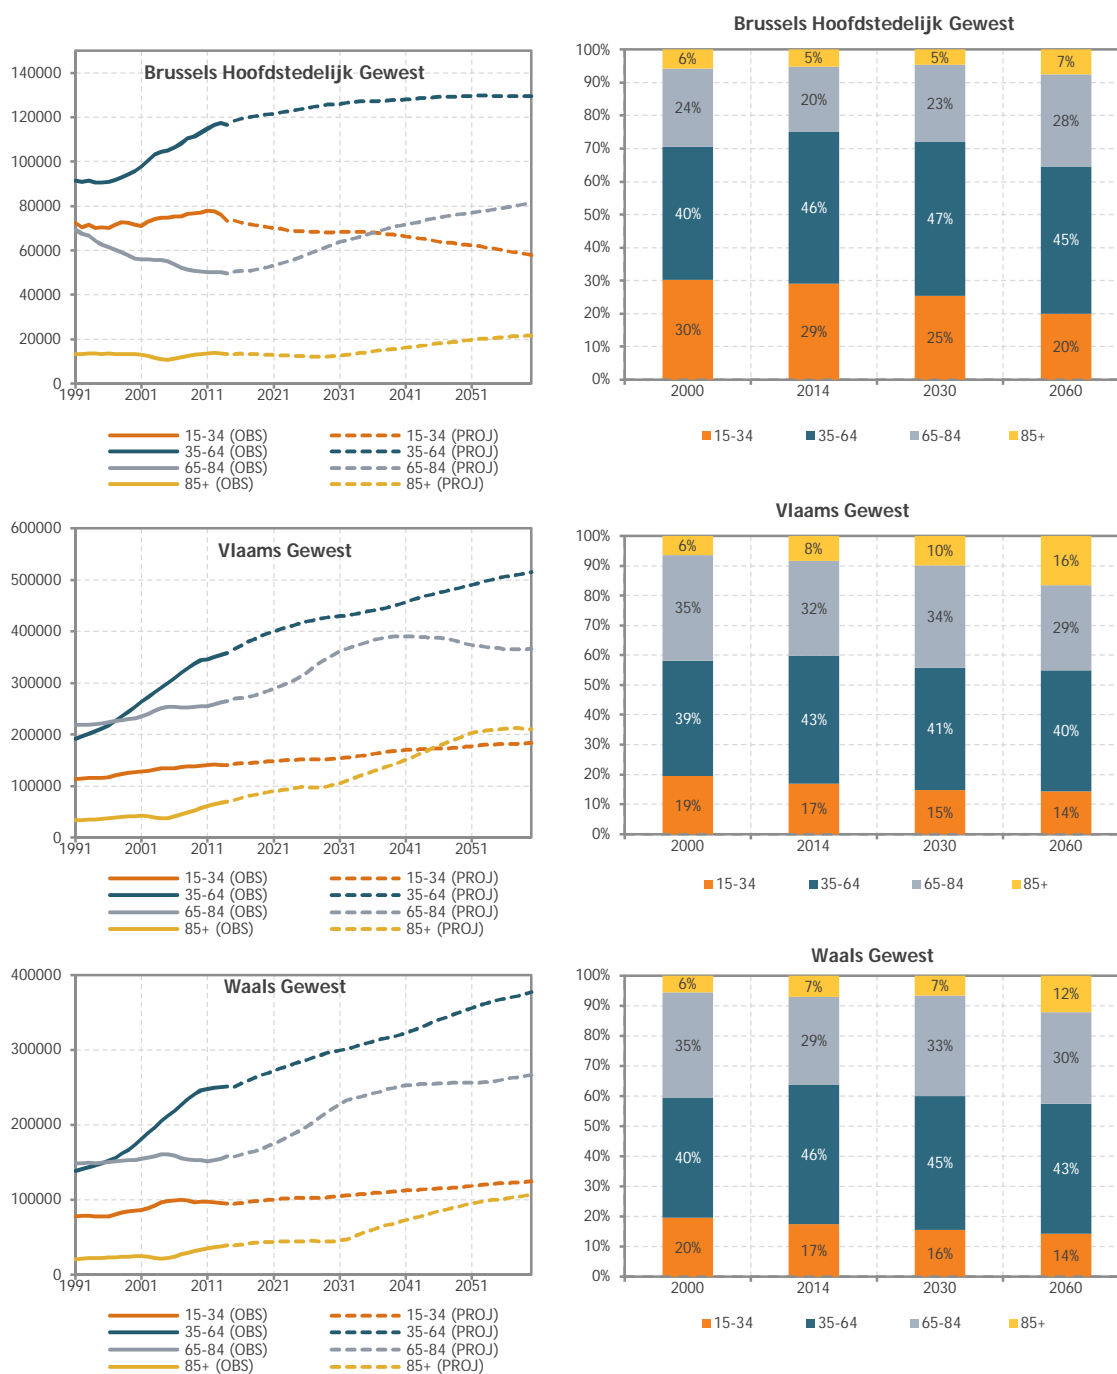 Brussels Hoofdstedelijk Gewest
140000
120000
100000
80000
60000
40000
20000
0
1991 2001 2011 2021 2031 2041 2051
15-34 (OBS) 15-34 (PROJ)
35-64 (OBS) 35-64 (PROJ)
65-84 (OBS) 65-84 (PROJ)
85+ (OBS) 85+ (PROJ)
Brussels Hoofdstedelijk Gewest
100%
90%
80%
70%
60%
50%
40%
30%
20%
10%
0%
6% 5% 5% 7%
24% 20% 23% 28%
40% 46% 47% 45%
30% 29% 25% 20%
2000 2014 2030 2060
15-34 35-64 65-84 85+
Vlaams Gewest
600000
500000
400000
300000
200000
100000
0
1991 2001 2011 2021 2031 2041 2051
15-34 (OBS) 15-34 (PROJ)
35-64 (OBS) 35-64 (PROJ)
65-84 (OBS) 65-84 (PROJ)
85+ (OBS) 85+ (PROJ)
Vlaams Gewest
100%
90%
80%
70%
60%
50%
40%
30%
20%
10%
0%
6% 8% 10% 16%
35% 32% 34% 29%
39% 43% 41% 40%
19% 17% 15% 14%
2000 2014 2030 2060
15-34 35-64 65-84 85+
Waals Gewest
400000
300000
200000
100000
0
1991 2001 2011 2021 2031 2041 2051
15-34 (OBS) 15-34 (PROJ)
35-64 (OBS) 35-64 (PROJ)
65-84 (OBS) 65-84 (PROJ)
85+ (OBS) 85+ (PROJ)
Waals Gewest
100%
90%
80%
70%
60%
50%
40%
30%
20%
10%
0%
6% 7% 7% 12%
35% 29% 33% 30%
40% 46% 45% 43%
20% 17% 16% 14%
2000 2014 2030 2060
15-34 35-64 65-84 85+